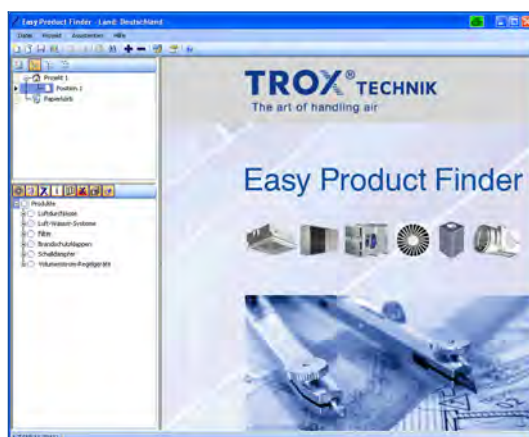 Easy Product Finder - Land: Deutschland
Datei Projekt Assistenten Hilfe
Projekt 1
Position 1
Papierkorb
TROX® TECHNIK
The art of handling air
Easy Product Finder
Produkte
Luftdurchlässe
Luft-Wasser-Systeme
Filter
Brandschutzklappen
Schalldämpfer
Volumenstrom-Regelgeräte